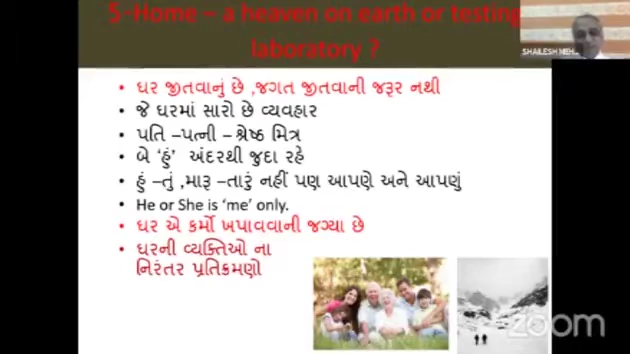 5-Home – a heaven on earth or testing
laboratory ?
SHAILESH MEH
• ઘર જીતવાનું છે ,જગત જીતવાની જરૂર નથી
• જે ઘરમાં સારો છે વ્યવહાર
• પતિ –પત્ની – શ્રેષ્ઠ મિત્ર
• બે ‘હું’ અંદરથી જુદા રહે
• હું –તું ,મારૂ –તારું નહીં પણ આપણે અને આપણું
• He or She is ‘me’ only.
• ઘર એ કર્મો ખપાવવાની જગ્યા છે
• ઘરની વ્યક્તિઓ ના
નિરંતર પ્રતિક્રમણો
zoom